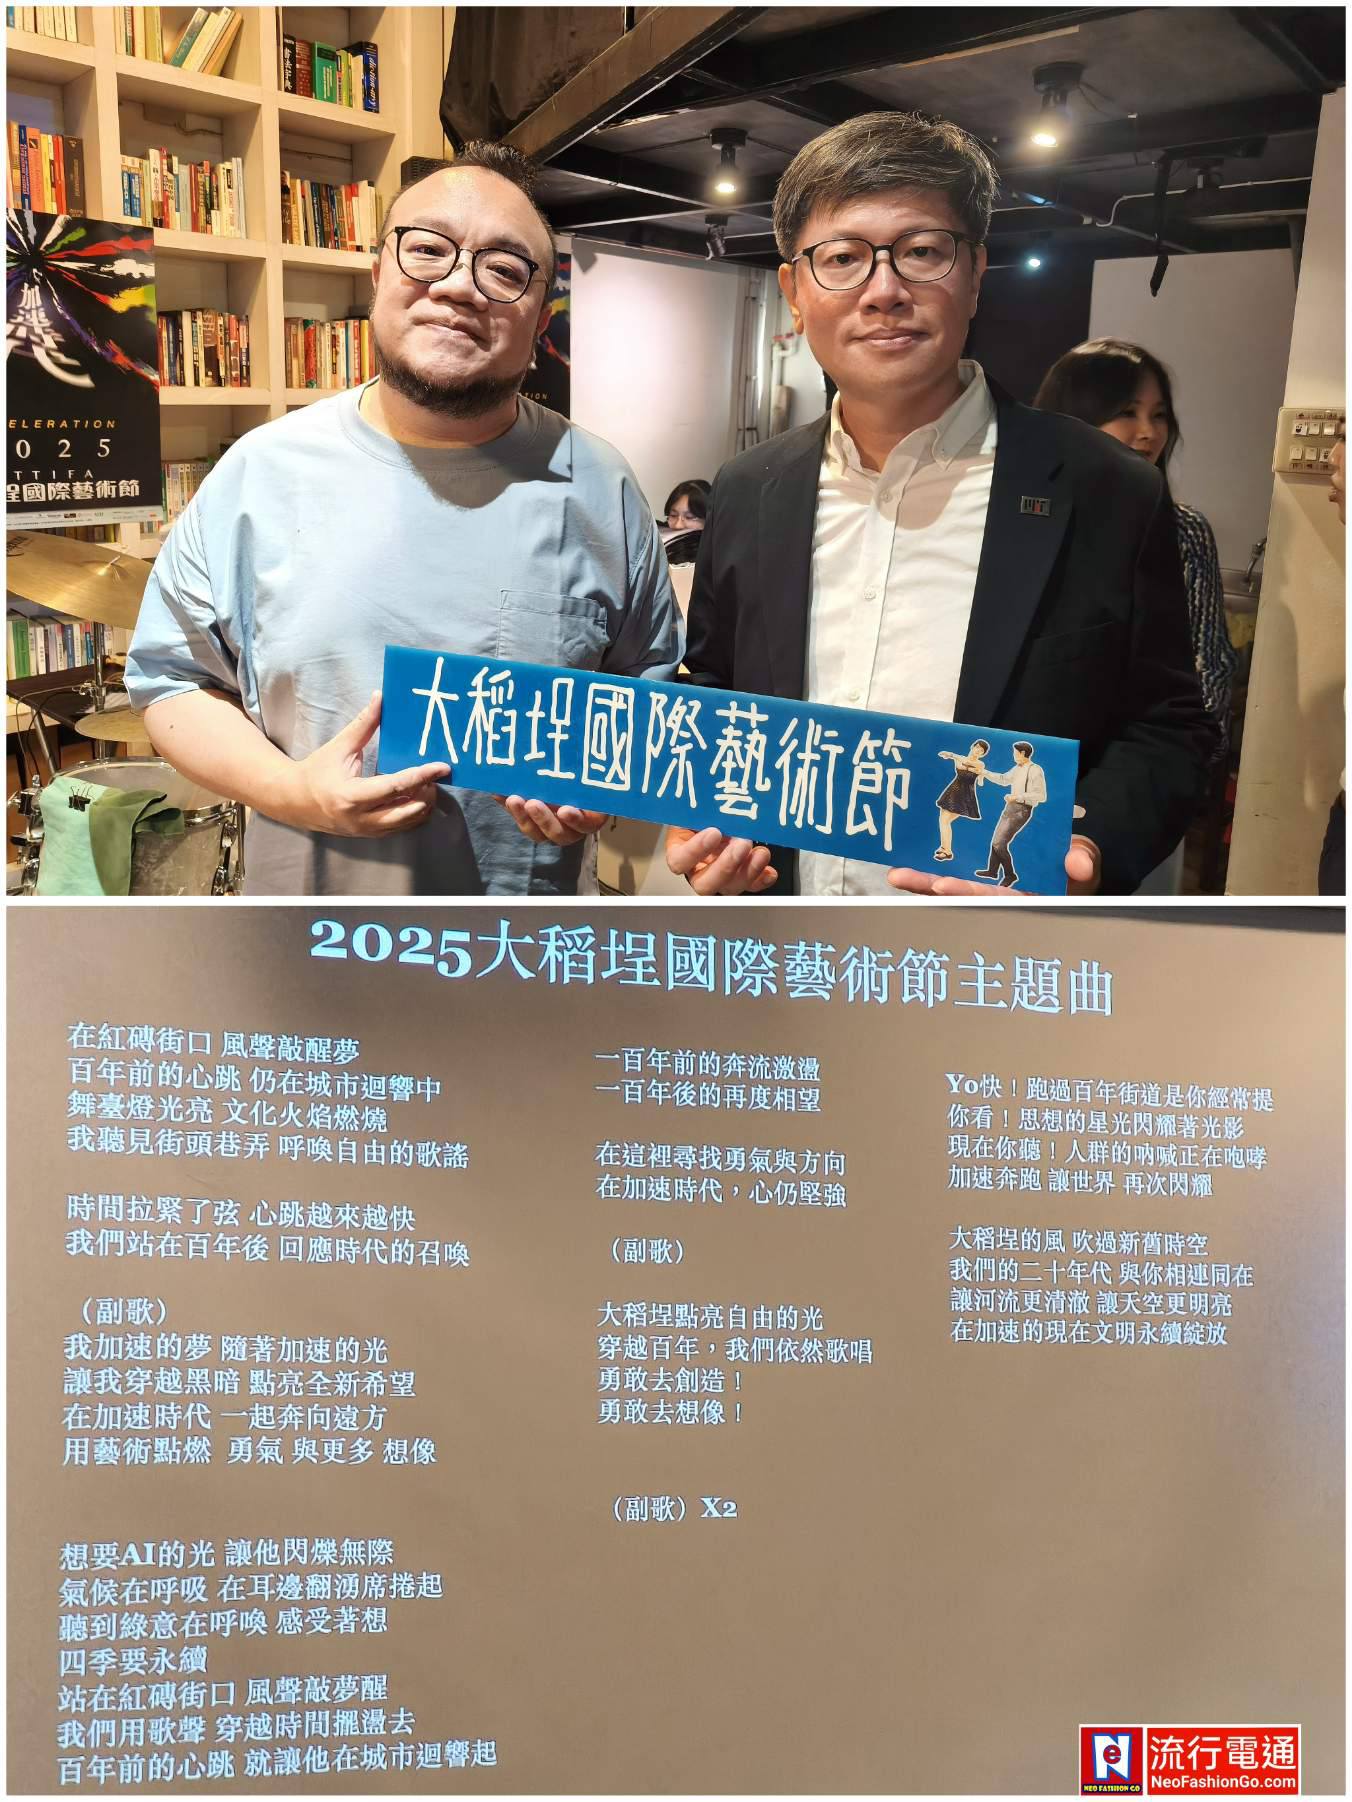 加速
ELERATION
2025
TTIFA
埕國際藝術節
RATION
MIT
大稻埕國際藝術節
2025大稻埕國際藝術節主題曲
在紅磚街口 風聲敲醒夢
百年前的心跳 仍在城市迴響中
舞臺燈光亮 文化火焰燃燒
我聽見街頭巷弄 呼喚自由的歌謠
時間拉緊了弦 心跳越來越快
我們站在百年後 回應時代的召喚
（副歌）
我加速的夢 隨著加速的光
讓我穿越黑暗 點亮全新希望
在加速時代 一起奔向遠方
用藝術點燃 勇氣 與更多 想像
想要AI的光 讓他閃爍無際
氣候在呼吸 在耳邊翻湧席捲起
聽到綠意在呼喚 感受著想
四季要永續
站在紅磚街口 風聲敲夢醒
我們用歌聲 穿越時間擺盪去
百年前的心跳 就讓他在城市迴響起
一百年前的奔流激盪
一百年後的再度相望
在這裡尋找勇氣與方向
在加速時代，心仍堅強
（副歌）
大稻埕點亮自由的光
穿越百年，我們依然歌唱
勇敢去創造！
勇敢去想像！
（副歌）X2
Yo快！跑過百年街道是你經常提
你看！思想的星光閃耀著光影
現在你聽！人群的吶喊正在咆哮
加速奔跑 讓世界 再次閃耀
大稻埕的風 吹過新舊時空
我們的二十年代 與你相連同在
讓河流更清澈 讓天空更明亮
在加速的現在文明永續綻放
Ne
NEO FASHION GO
流行電通
NeoFashionGo.com